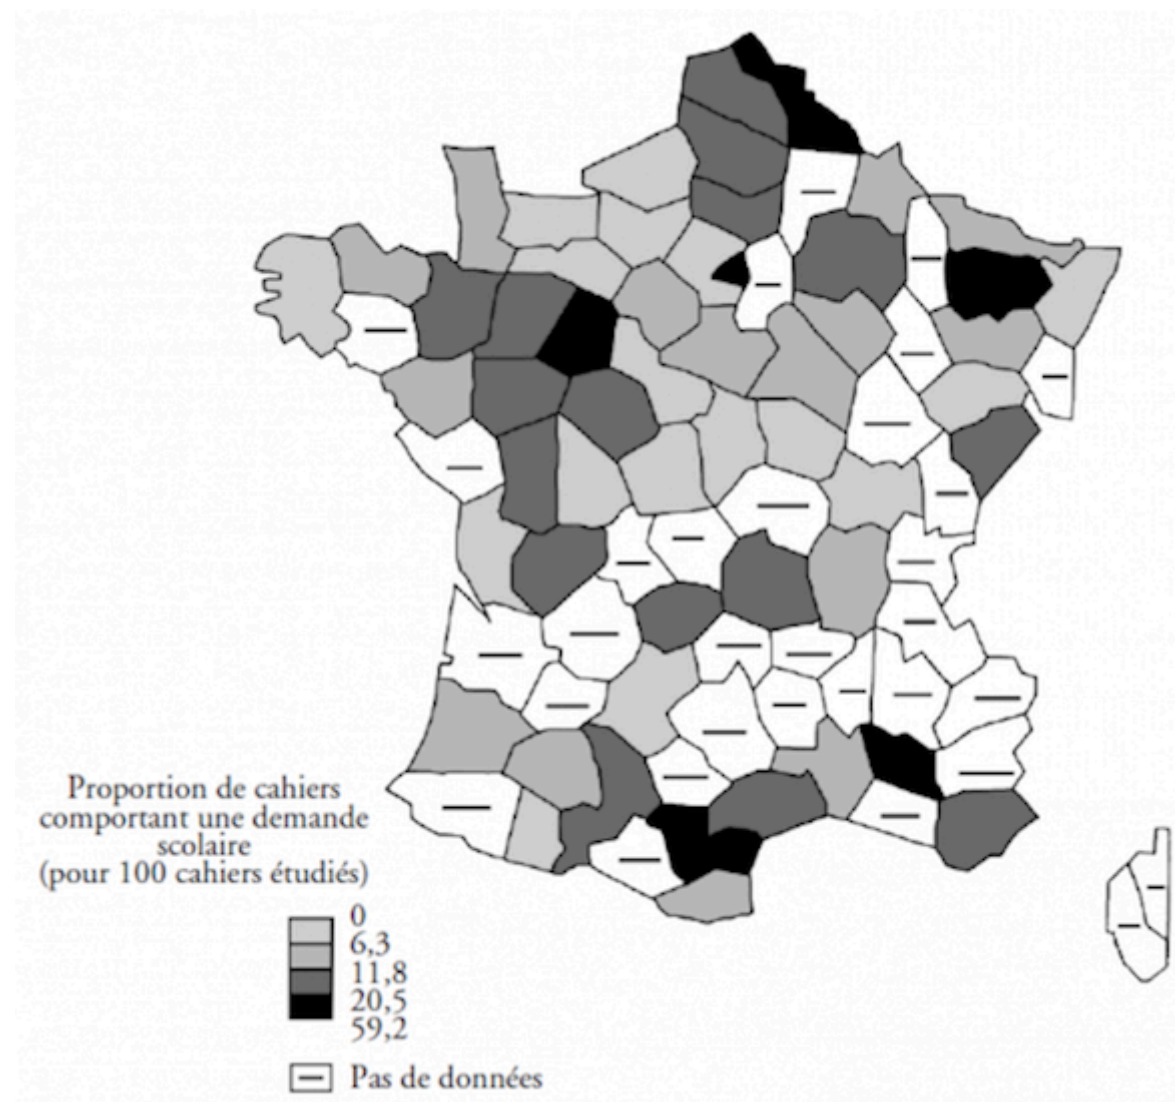 Proportion de cahiers
comportant une demande
scolaire
(pour 100 cahiers étudiés)
0
6,3
11,8
20,5
59,2
Pas de données